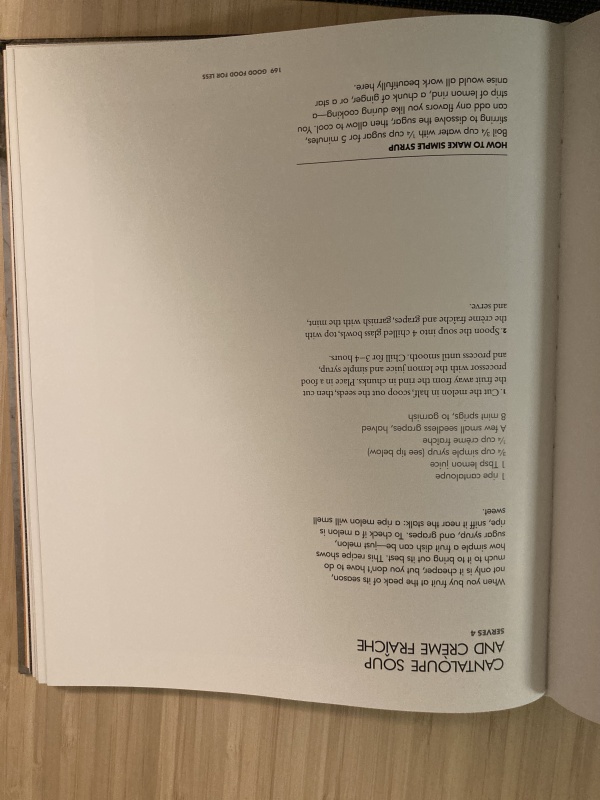 CANTALOUPE SOUP
AND CRÈME FRAÎCHE
SERVES 4
When you buy fruit at the peak of its season,
not only is it cheaper, but you don't have to do
much to it to bring out its best. This recipe shows
how simple a fruit dish can be—just melon,
sugar syrup, and grapes. To check if a melon is
ripe, sniff it near the stalk: a ripe melon will smell
sweet.
1 ripe cantaloupe
1 Tbsp lemon juice
¾ cup simple syrup (see tip below)
¼ cup crème fraîche
A few small seedless grapes, halved
8 mint sprigs, to garnish
1. Cut the melon in half, scoop out the seeds, then cut
the fruit away from the rind in chunks. Place in a food
processor with the lemon juice and simple syrup,
and process until smooth. Chill for 3–4 hours.
2. Spoon the soup into 4 chilled glass bowls, top with
the crème fraîche and grapes, garnish with the mint,
and serve.
HOW TO MAKE SIMPLE SYRUP
Boil ¾ cup water with ¼ cup sugar for 5 minutes,
stirring to dissolve the sugar, then allow to cool. You
can add any flavors you like during cooking—a
strip of lemon rind, a chunk of ginger, or a star
anise would all work beautifully here.
169 GOOD FOOD FOR LESS